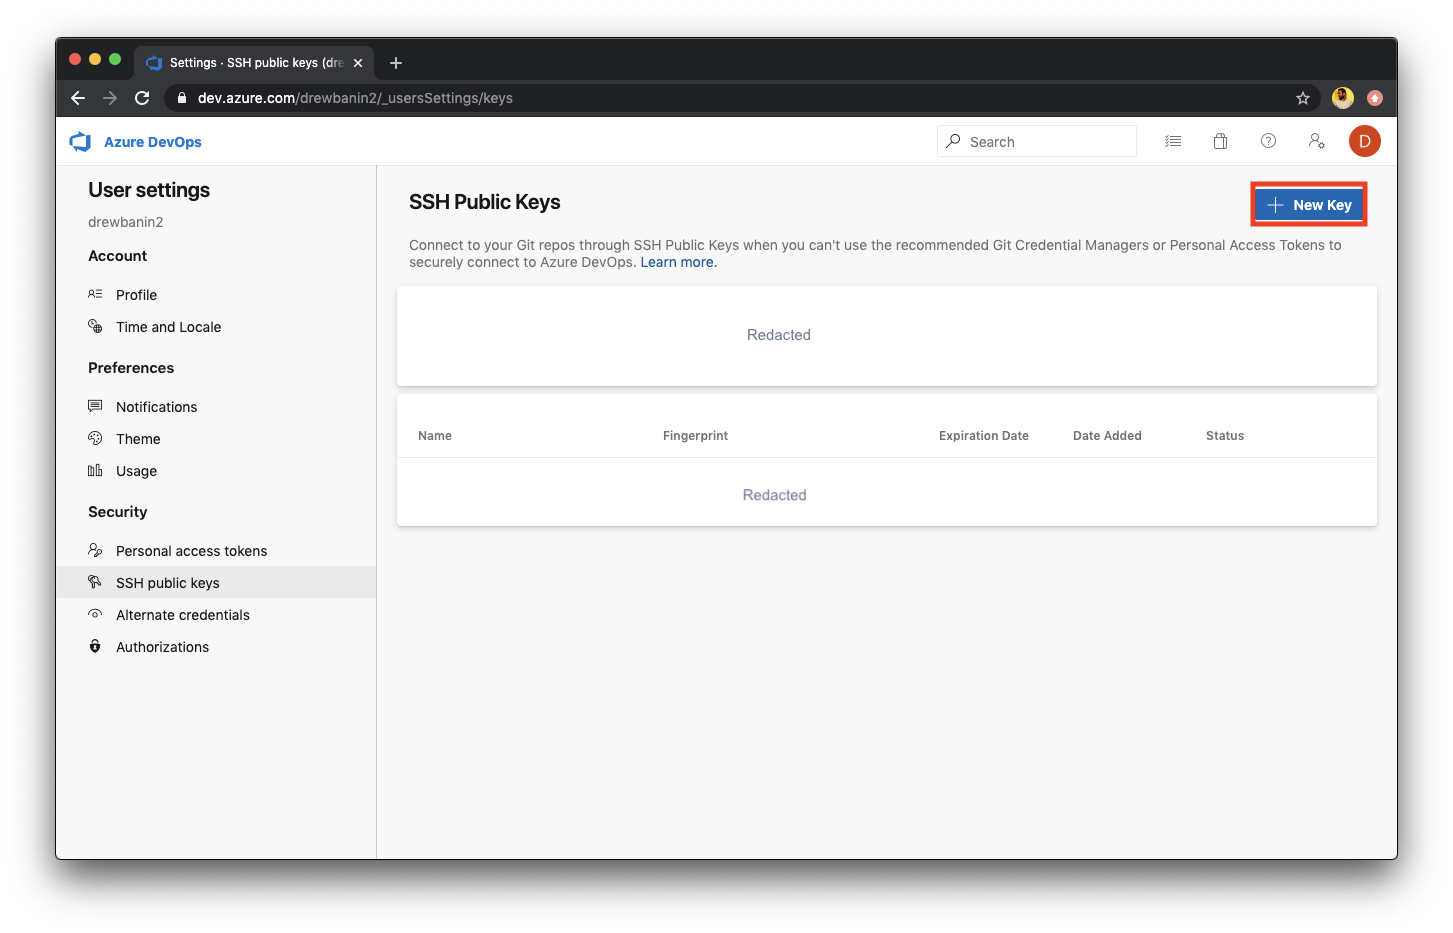 Settings · SSH public keys (dre
dev.azure.com/drewbanin2/_usersSettings/keys
Azure DevOps
Search
D
User settings
drewbanin2
Account
Profile
Time and Locale
Preferences
Notifications
Theme
Usage
Security
Personal access tokens
SSH public keys
Alternate credentials
Authorizations
SSH Public Keys
New Key
Connect to your Git repos through SSH Public Keys when you can't use the recommended Git Credential Managers or Personal Access Tokens to
securely connect to Azure DevOps. Learn more.
Redacted
Name Fingerprint Expiration Date Date Added Status
Redacted